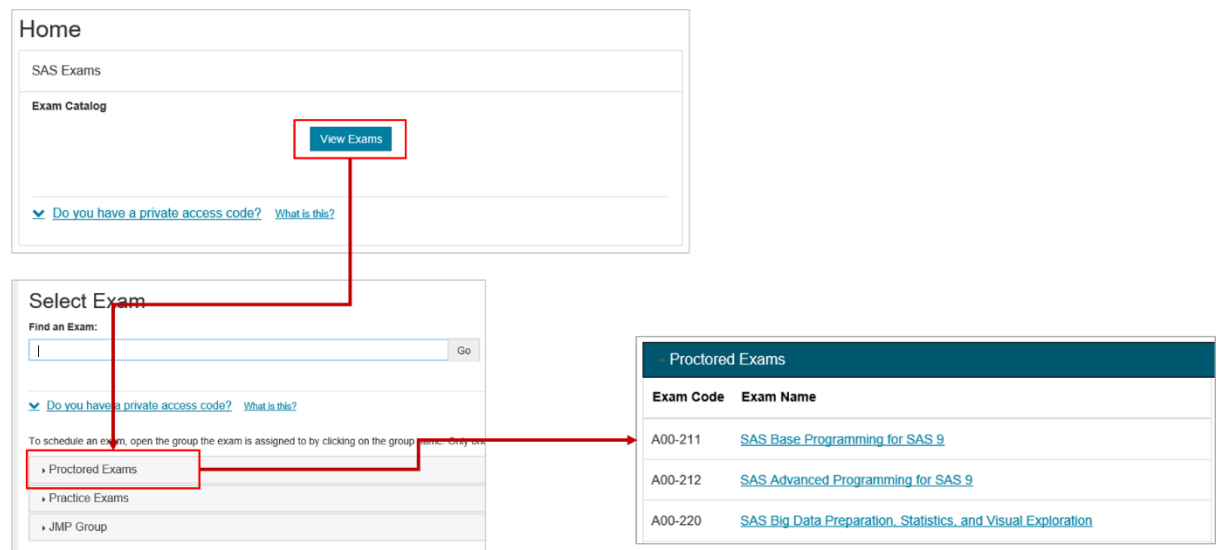 Home
SAS Exams
Exam Catalog
View Exams
Do you have a private access code? What is this?
Select Exam
Find an Exam:
Go
Do you have a private access code? What is this?
To schedule an exam, open the group the exam is assigned to by clicking on the group name. Only one
Proctored Exams
Practice Exams
JMP Group
Proctored Exams
Exam Code Exam Name
A00-211 SAS Base Programming for SAS 9
A00-212 SAS Advanced Programming for SAS 9
A00-220 SAS Big Data Preparation, Statistics, and Visual Exploration